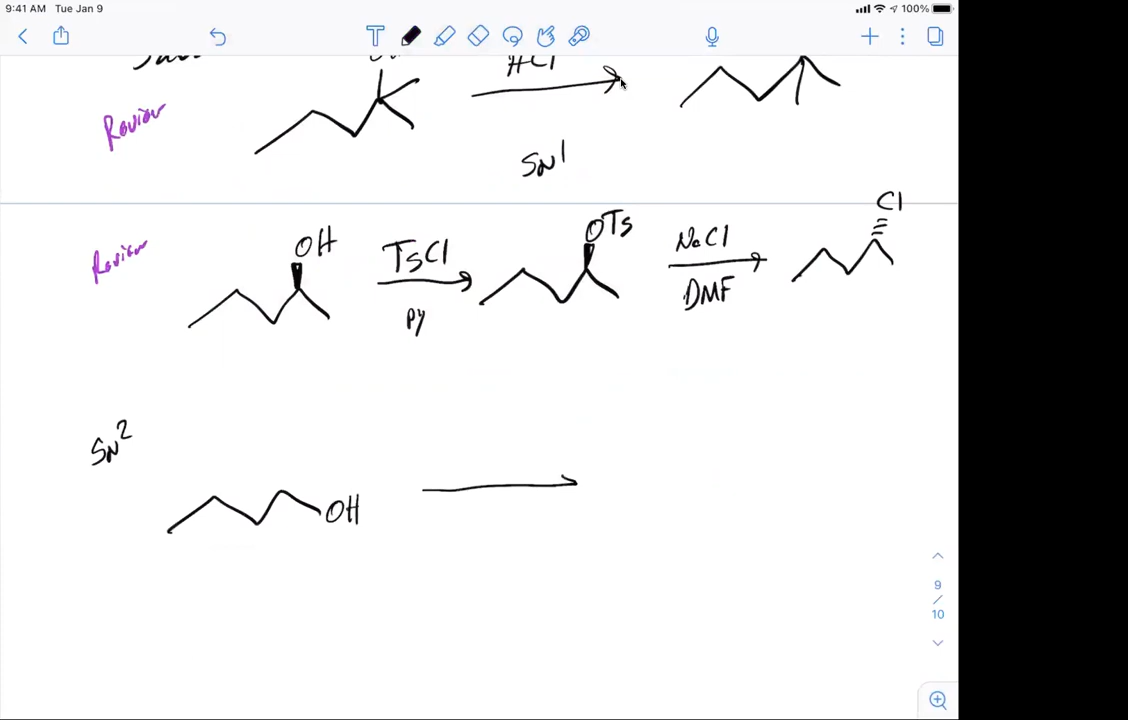 9:41 AM Tue Jan 9
100%
HCl
Review
SN1
Cl
Review
OH
TsCl
OTs
NaCl
py
DMF
SN2
OH
9
/
10